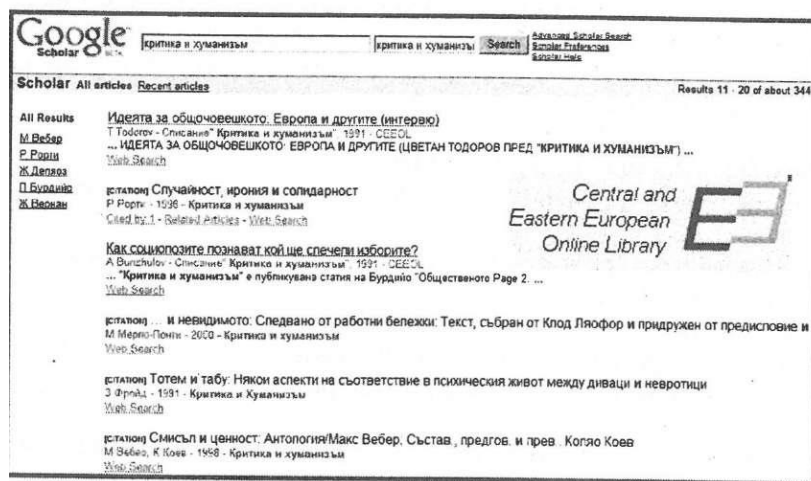 Google
Scholar BETA
критика и хуманизъм
критика и хуманизъ
Search
Advanced Scholar Search
Scholar Preferences
Scholar Help
Scholar All articles Recent articles
Results 11 - 20 of about 344
All Results
М Вебер
Р Рорти
Ж Дельоз
П Бурдийо
Ж Вернан
Идеята за общочовешкото: Европа и другите (интервю)
T Todorov - Списание" Критика и хуманизъм", 1991 - CEEOL
... ИДЕЯТА ЗА ОБЩОЧОВЕШКОТО: ЕВРОПА И ДРУГИТЕ (ЦВЕТАН ТОДОРОВ ПРЕД "КРИТИКА И ХУМАНИЗЪМ") ...
Web Search
[CITATION] Случайност, ирония и солидарност
Р Рорти - 1998 - Критика и хуманизъм
Cited by 1 - Related Articles - Web Search
Central and
Eastern European
Online Library
Как социолозите познават кой ще спечели изборите?
A Bunzhulov - Списание" Критика и хуманизъм", 1991 - CEEOL
... "Критика и хуманизъм" е публикувана статия на Бурдийо "Общественото Page 2. ...
Web Search
[CITATION] ... и невидимото: Следвано от работни бележки: Текст, събран от Клод Льофор и придружен от предисловие и
М Мерло-Понти - 2000 - Критика и хуманизъм
Web Search
[CITATION] Тотем и табу: Някои аспекти на съответствие в психическия живот между диваци и невротици
З Фройд - 1991 - Критика и Хуманизъм
Web Search
[CITATION] Смисъл и ценност: Антология/Макс Вебер. Състав., предгов. и прев. Кольо Коев
М Вебер, К Коев - 1998 - Критика и хуманизъм
Web Search